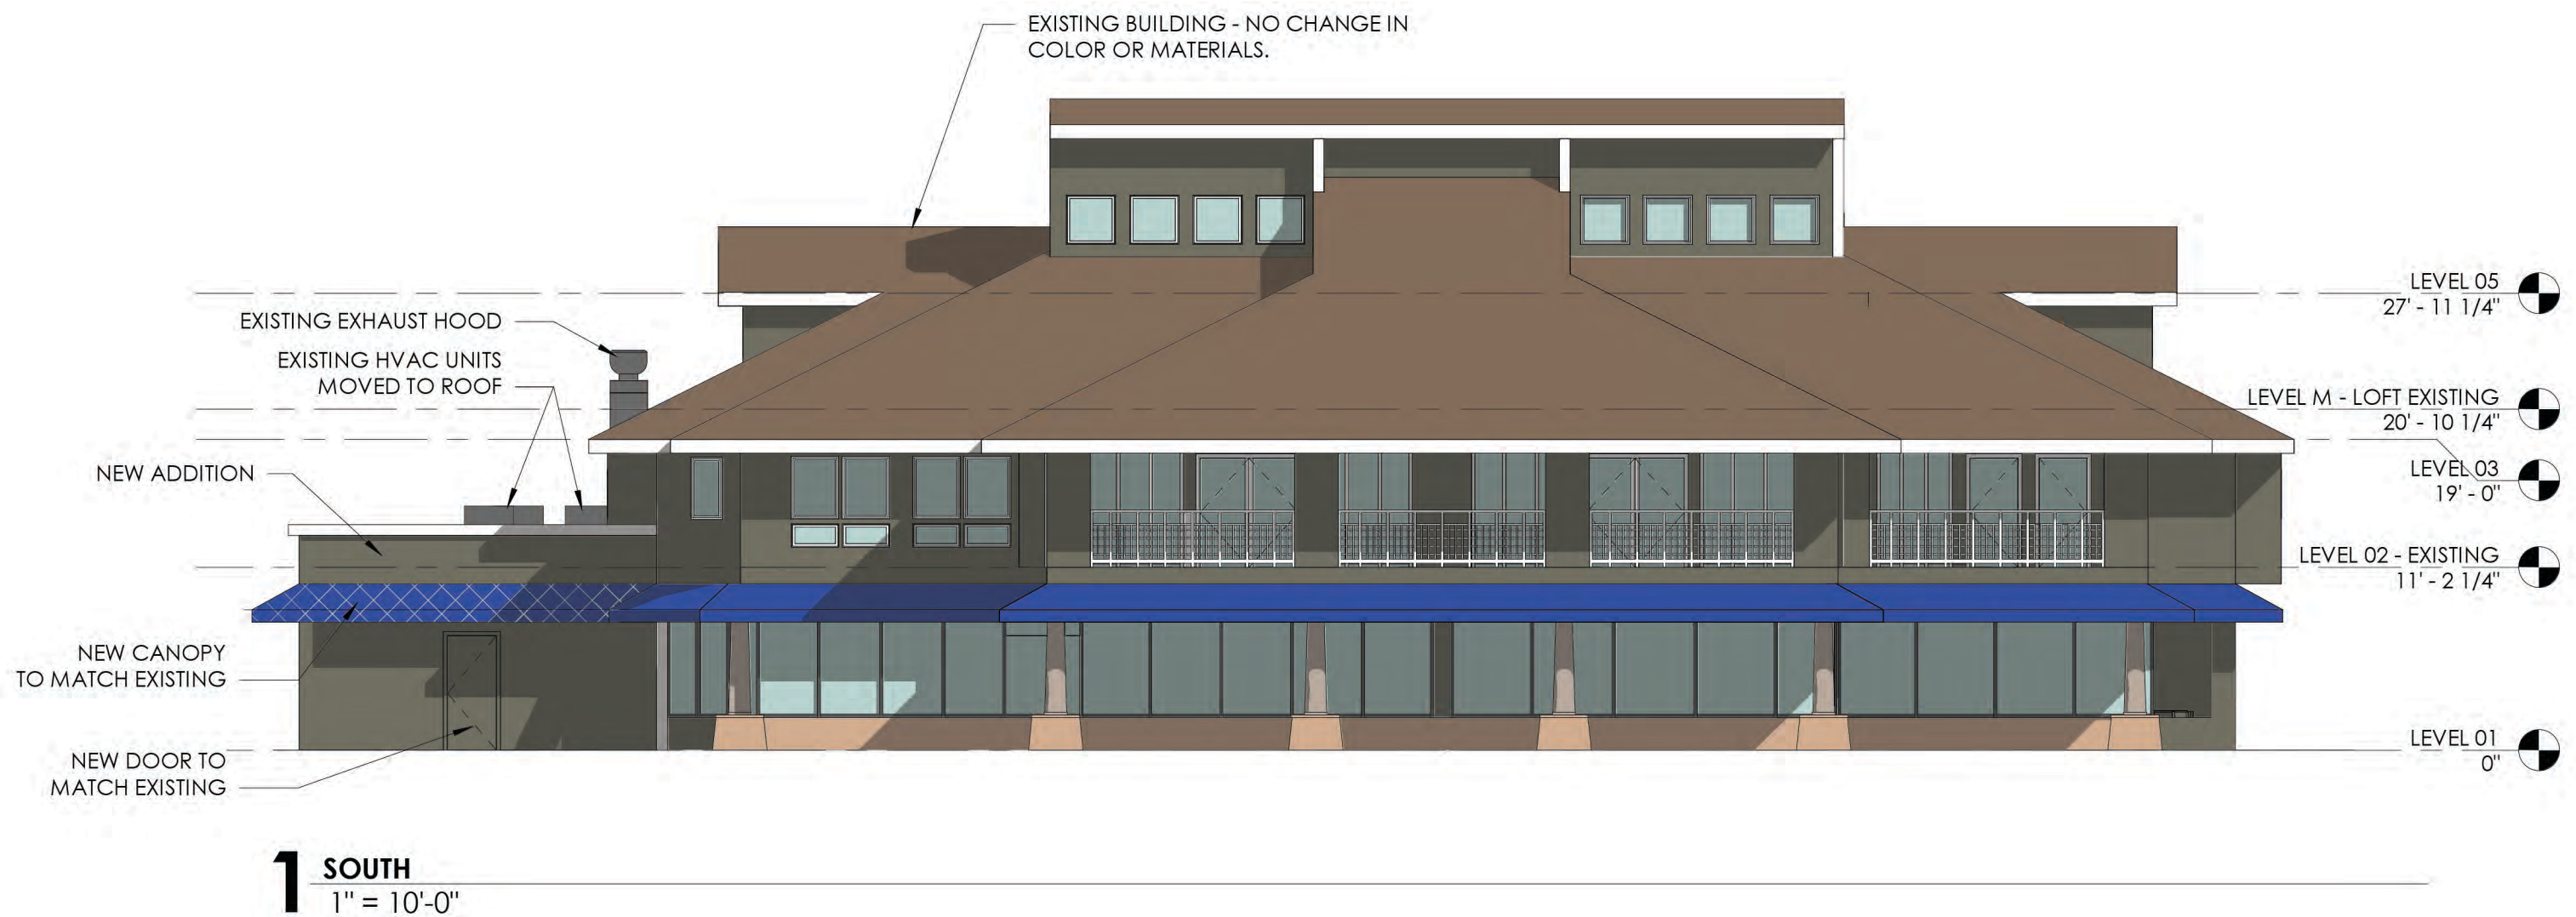 EXISTING BUILDING - NO CHANGE IN
COLOR OR MATERIALS.
EXISTING EXHAUST HOOD
EXISTING HVAC UNITS
MOVED TO ROOF
NEW ADDITION
NEW CANOPY
TO MATCH EXISTING
NEW DOOR TO
MATCH EXISTING
LEVEL 05
27' - 11 1/4"
LEVEL M - LOFT EXISTING
20' - 10 1/4"
LEVEL 03
19' - 0"
LEVEL 02 - EXISTING
11' - 2 1/4"
LEVEL 01
0"
1 SOUTH
1" = 10'-0"